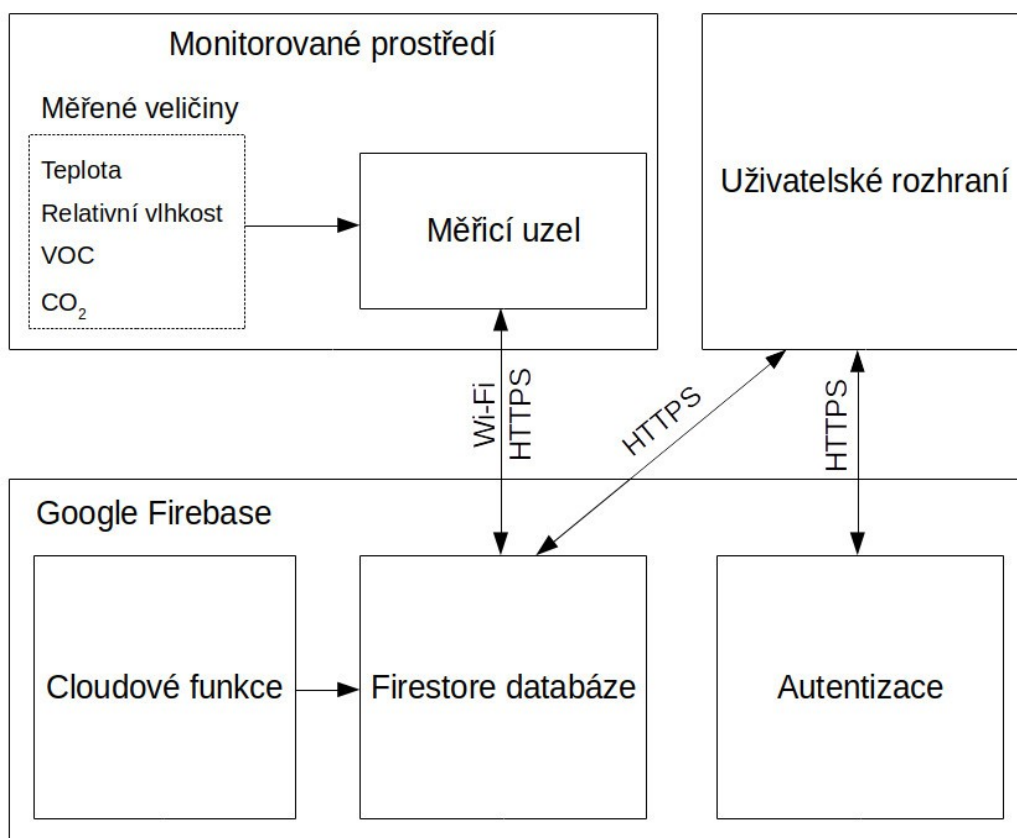 Monitorované prostředí
Měřené veličiny
Teplota
Relativní vlhkost
VOC
CO₂
Měřicí uzel
Uživatelské rozhraní
Wi-Fi
HTTPS
HTTPS
HTTPS
Google Firebase
Cloudové funkce
Firestore databáze
Autentizace